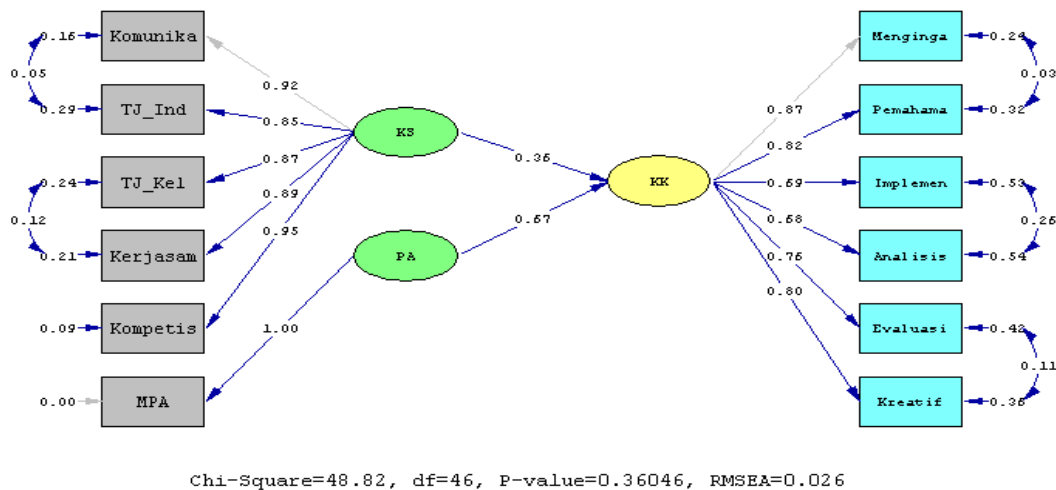 0.16 Komunika
0.05
0.29 TJ_Ind
0.24 TJ_Kel
0.12
0.21 Kerjasam
0.09 Kompetis
0.00 MPA
0.92
0.85
0.87
0.89
0.95
1.00
KS
PA
0.36
0.67
KK
0.87
0.82
0.69
0.68
0.76
0.80
Menginga 0.24
0.03
Pemahama 0.32
Implemen 0.53
0.26
Analisis 0.54
Evaluasi 0.42
0.11
Kreatif 0.36
Chi-Square=48.82, df=46, P-value=0.36046, RMSEA=0.026